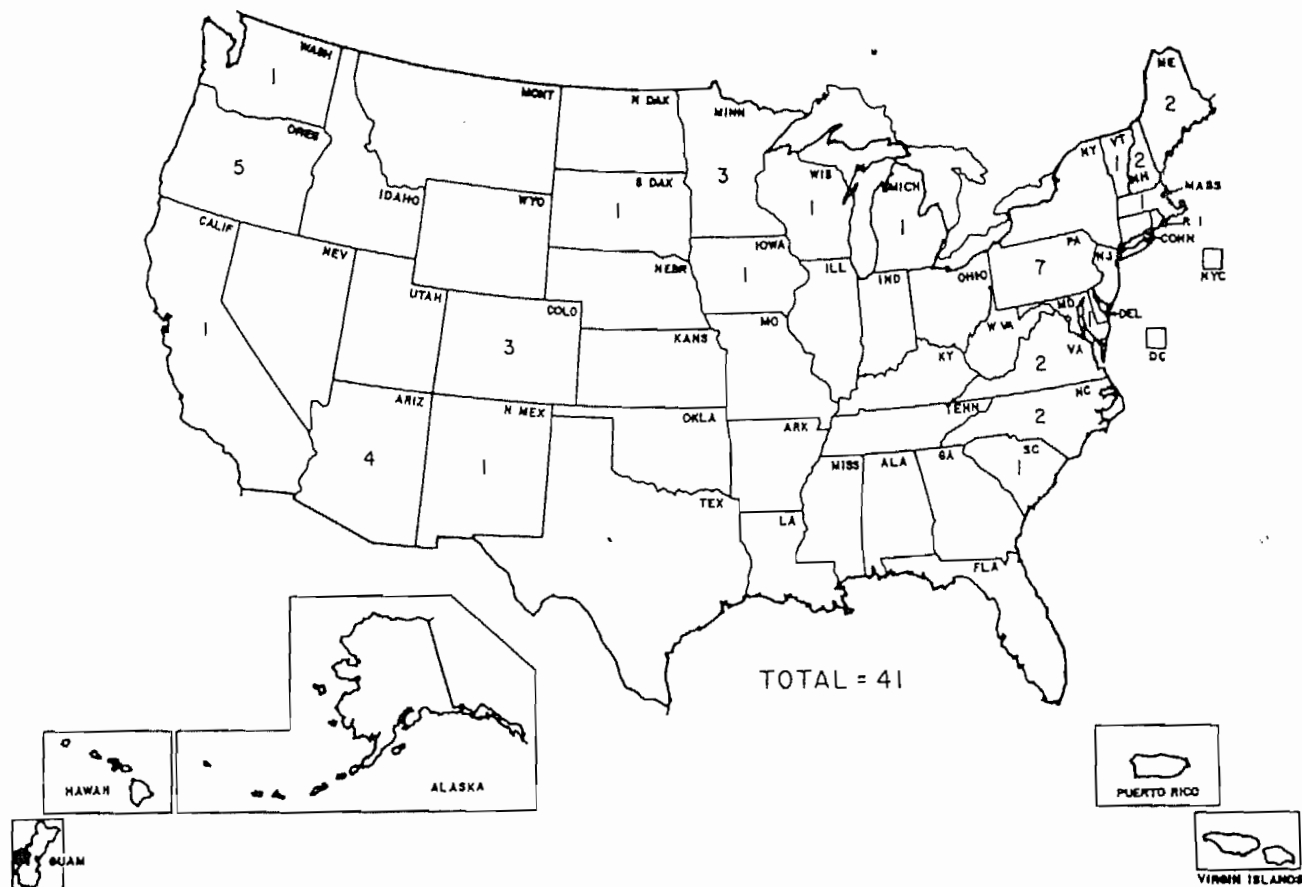 WASH
1
MONT
N DAK
MINN
ME
2
OREG
5
IDAHO
WYO
S DAK
1
3
WIS
1
MICH
1
NY
VT
1
2
NH
MASS
1
R I
CONN
NYC
CALIF
1
NEV
UTAH
COLO
3
NEBR
IOWA
1
ILL
IND
OHIO
PA
7
NJ
MD
1
DEL
DC
KANS
MO
KY
W VA
VA
2
ARIZ
4
N MEX
1
OKLA
ARK
TENN
NC
2
TEX
LA
MISS
ALA
GA
SC
1
FLA
TOTAL = 41
HAWAII
ALASKA
GUAM
PUERTO RICO
VIRGIN ISLANDS